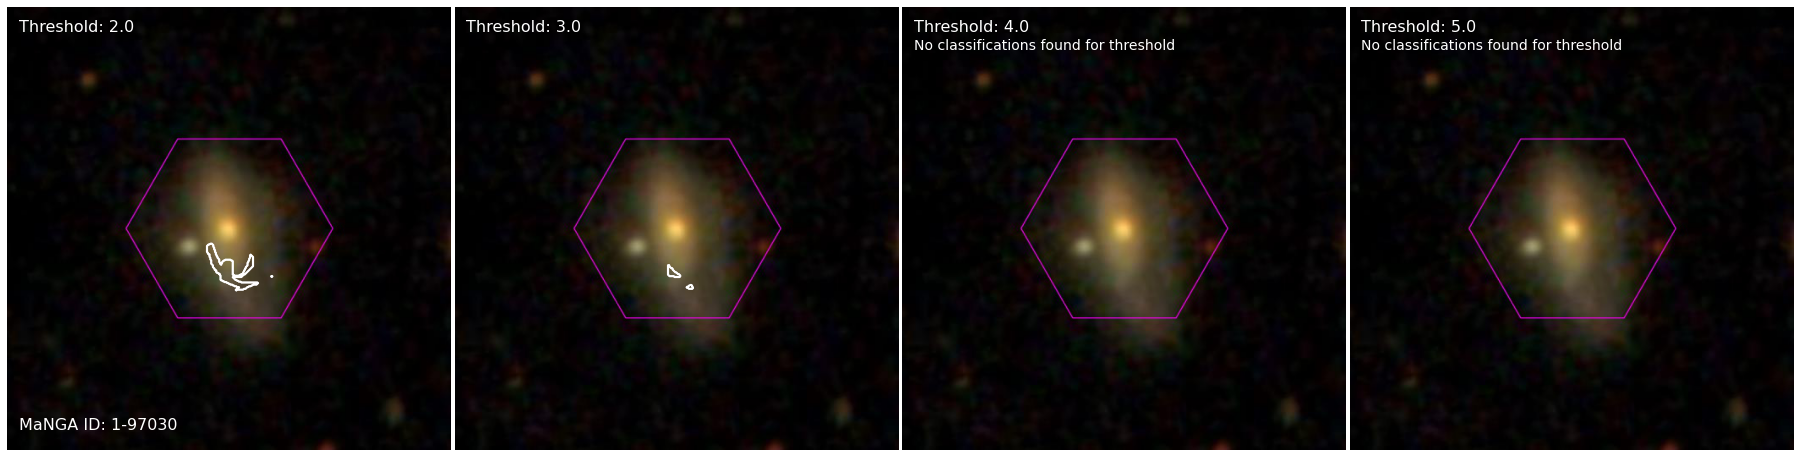 Threshold: 2.0
MaNGA ID: 1-97030
Threshold: 3.0
Threshold: 4.0
No classifications found for threshold
Threshold: 5.0
No classifications found for threshold